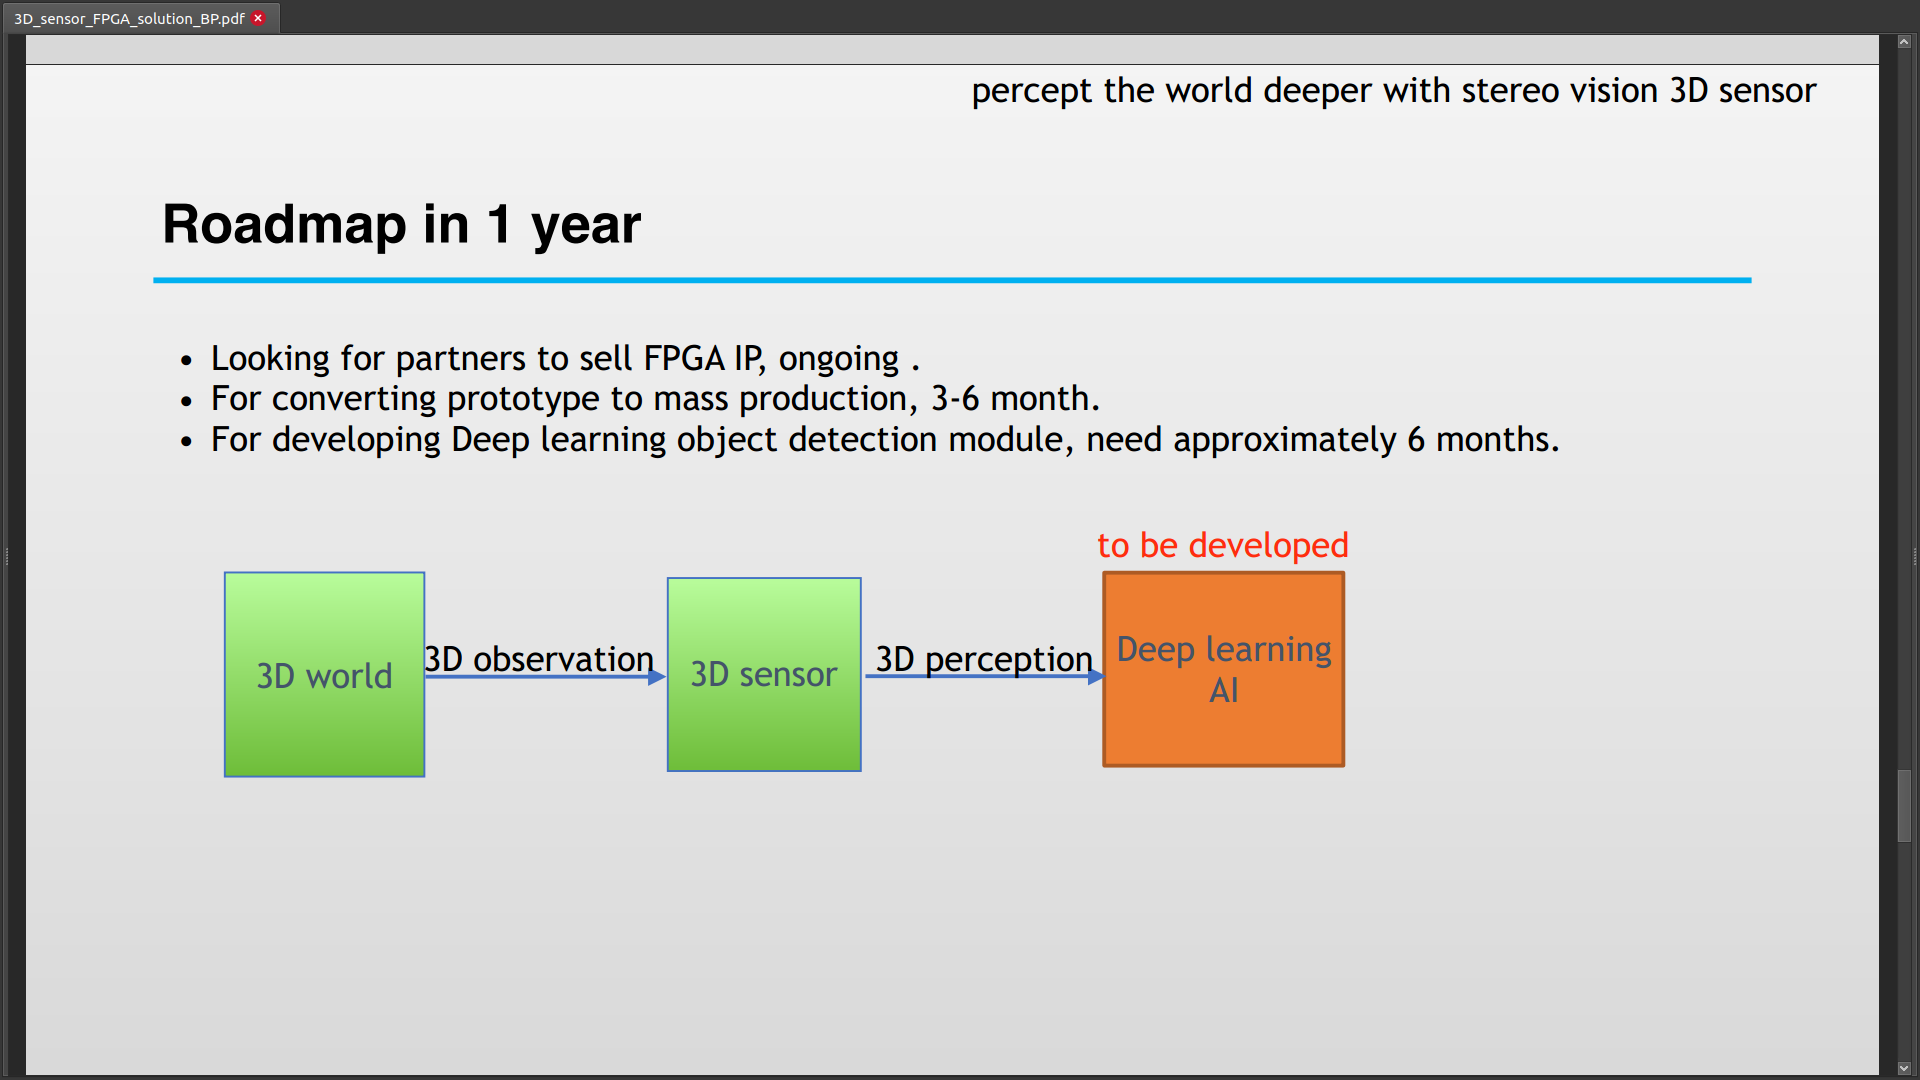 3D_sensor_FPGA_solution_BP.pdf
percept the world deeper with stereo vision 3D sensor
Roadmap in 1 year
• Looking for partners to sell FPGA IP, ongoing .
• For converting prototype to mass production, 3-6 month.
• For developing Deep learning object detection module, need approximately 6 months.
to be developed
3D world
3D observation
3D sensor
3D perception
Deep learning
AI